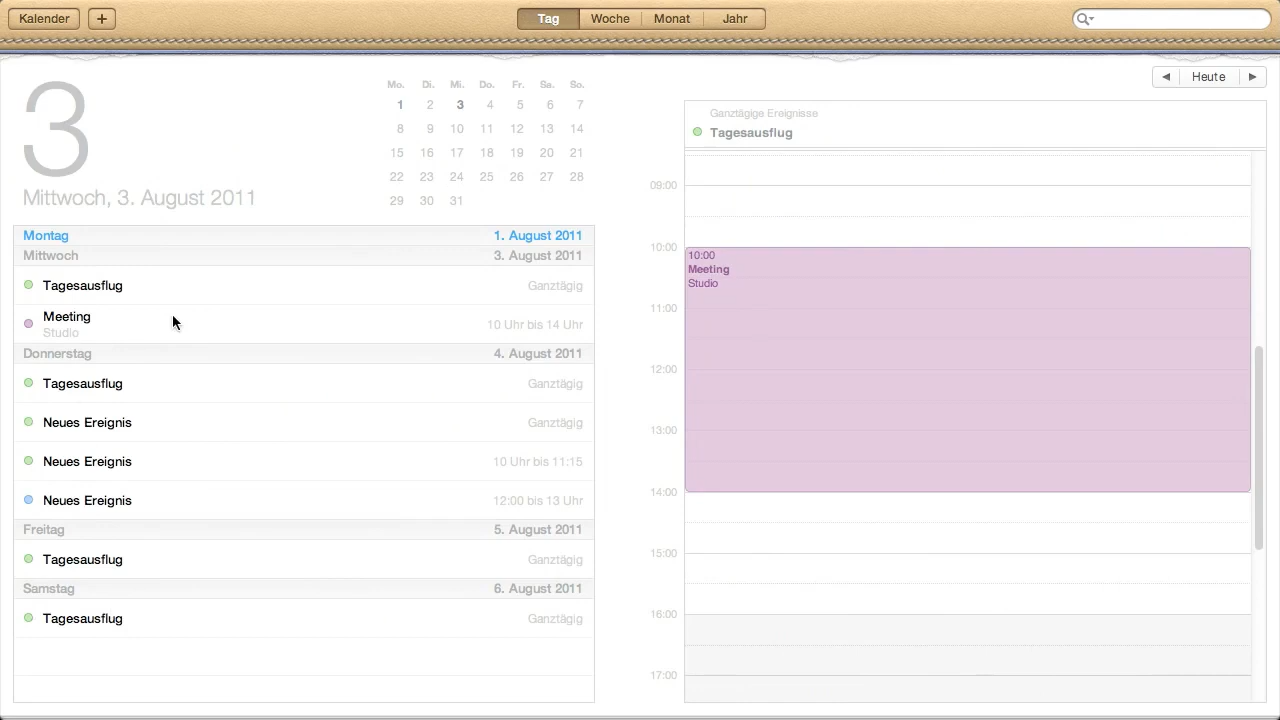 Kalender
+
Tag
Woche
Monat
Jahr
Heute
3
Mittwoch, 3. August 2011
Mo. Di. Mi. Do. Fr. Sa. So.
1 2 3 4 5 6 7
8 9 10 11 12 13 14
15 16 17 18 19 20 21
22 23 24 25 26 27 28
29 30 31
Montag 1. August 2011
Mittwoch 3. August 2011
Tagesausflug Ganztägig
Meeting
Studio
10 Uhr bis 14 Uhr
Donnerstag 4. August 2011
Tagesausflug Ganztägig
Neues Ereignis Ganztägig
Neues Ereignis 10 Uhr bis 11:15
Neues Ereignis 12:00 bis 13 Uhr
Freitag 5. August 2011
Tagesausflug Ganztägig
Samstag 6. August 2011
Tagesausflug Ganztägig
Ganztägige Ereignisse
Tagesausflug
09:00
10:00
10:00
Meeting
Studio
11:00
12:00
13:00
14:00
15:00
16:00
17:00